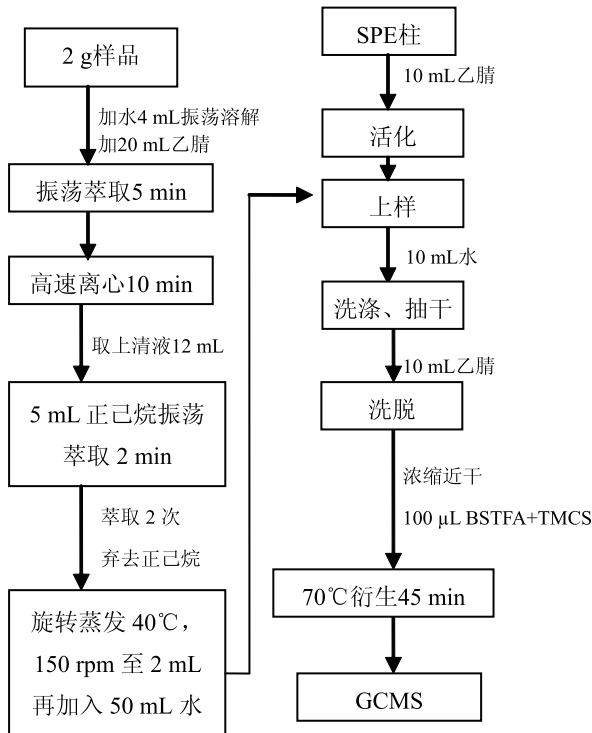 2 g样品
加水4 mL振荡溶解
加20 mL乙腈
振荡萃取5 min
高速离心10 min
取上清液12 mL
5 mL 正己烷振荡
萃取 2 min
萃取 2 次
弃去正己烷
旋转蒸发 40℃，
150 rpm 至 2 mL
再加入 50 mL 水
SPE柱
10 mL乙腈
活化
上样
10 mL水
洗涤、抽干
10 mL乙腈
洗脱
浓缩近干
100 μL BSTFA+TMCS
70℃衍生45 min
GCMS